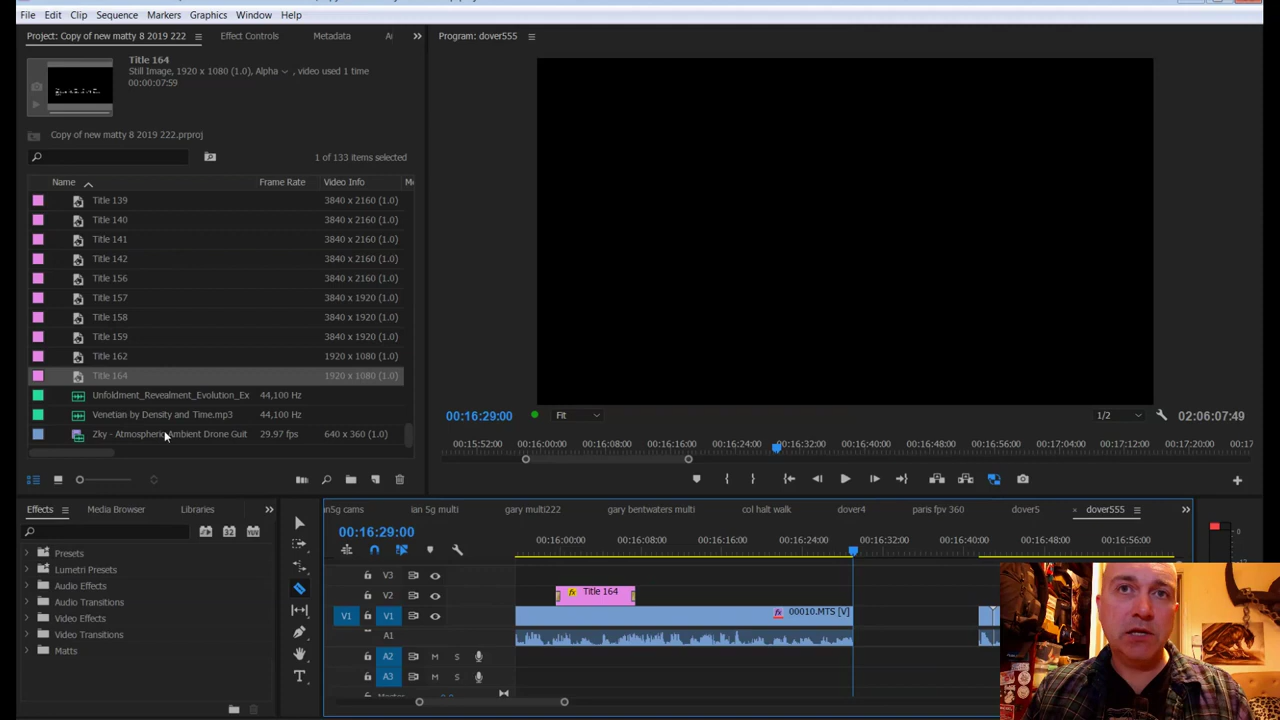 File Edit Clip Sequence Markers Graphics Window Help
Project: Copy of new matty 8 2019 222 Effect Controls Metadata
Program: dover555
Title 164
Still Image, 1920 x 1080 (1.0), Alpha , video used 1 time
00:00:07:59
Copy of new matty 8 2019 222.prproj
1 of 133 items selected
Name Frame Rate Video Info
Title 139 3840 x 2160 (1.0)
Title 140 3840 x 2160 (1.0)
Title 141 3840 x 2160 (1.0)
Title 142 3840 x 2160 (1.0)
Title 156 3840 x 2160 (1.0)
Title 157 3840 x 1920 (1.0)
Title 158 3840 x 1920 (1.0)
Title 159 3840 x 1920 (1.0)
Title 162 1920 x 1080 (1.0)
Title 164 1920 x 1080 (1.0)
Unfoldment_Revealment_Evolution_Ex 44,100 Hz
Venetian by Density and Time.mp3 44,100 Hz
Zky - Atmospheric Ambient Drone Guit 29.97 fps 640 x 360 (1.0)
00:16:29:00 Fit 1/2 02:06:07:49
00:15:52:00 00:16:00:00 00:16:08:00 00:16:16:00 00:16:24:00 00:16:32:00 00:16:40:00 00:16:48:00 00:16:56:00 00:17:04:00 00:17:12:00 00:17:20:00 00:17
Effects Media Browser Libraries
Presets
Lumetri Presets
Audio Effects
Audio Transitions
Video Effects
Video Transitions
Matts
ian5g cams ian 5g multi gary multi222 gary bentwaters multi col halt walk dover4 paris fpv 360 dover5 dover555
00:16:29:00
00:16:00:00 00:16:08:00 00:16:16:00 00:16:24:00 00:16:32:00 00:16:40:00 00:16:48:00 00:16:56:00
V3
V2 fx Title 164
V1 V1 fx 00010.MTS [V]
A1
A2 M S
A3 M S